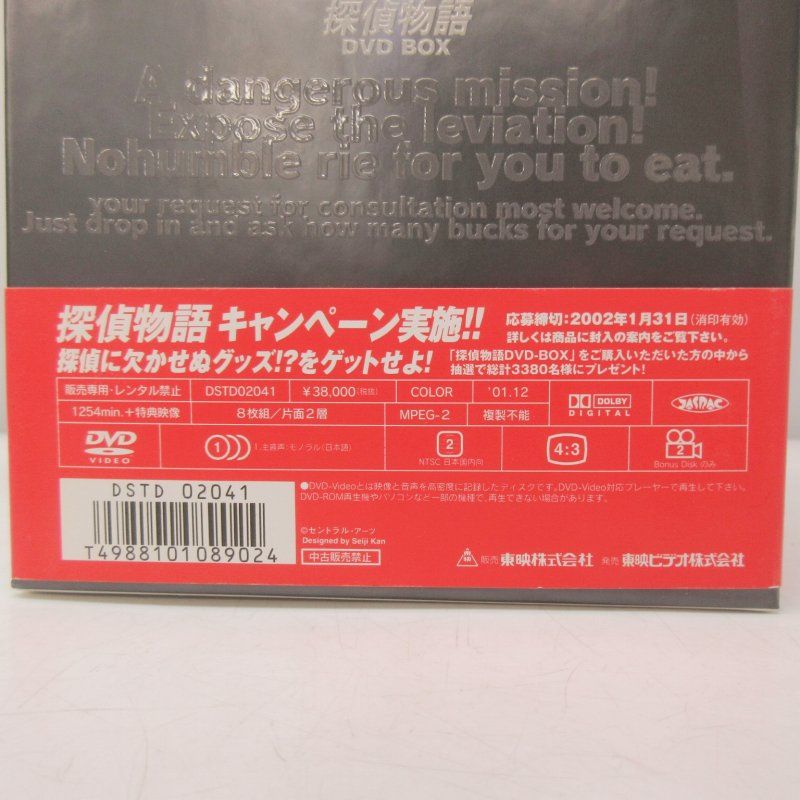 探偵物語
DVD BOX
A dangerous mission!
Expose the leviation!
Nohumble rie for you to eat.
your request for consultation most welcome.
Just drop in and ask how many bucks for your request.
探偵物語 キャンペーン実施!!
探偵に欠かせぬグッズ!?をゲットせよ!
応募締切:2002年1月31日(消印有効)
詳しくは商品に封入の案内をご覧下さい。
「探偵物語DVD-BOX」をご購入いただいた方の中から
抽選で総計3380名様にプレゼント!
販売専用・レンタル禁止 DSTD02041 ¥38,000(税抜) COLOR '01.12
1254min.+特典映像 8枚組/片面2層 MPEG-2 複製不能
DOLBY
DIGITAL
JASRAC
DVD
VIDEO
1 1.主音声:モノラル(日本語)
2
NTSC 日本国内向
4:3
2
Bonus Disk のみ
DSTD 02041
T4988101089024
●DVD-Videoとは映像と音声を高密度に記録したディスクです。DVD-Video対応プレーヤーで再生して下さい。
DVD-ROM再生機やパソコンなど一部の機種で、再生できない場合があります。
©セントラル・アーツ
Designed by Seiji Kan
中古販売禁止
販売 東映株式会社 発売 東映ビデオ株式会社